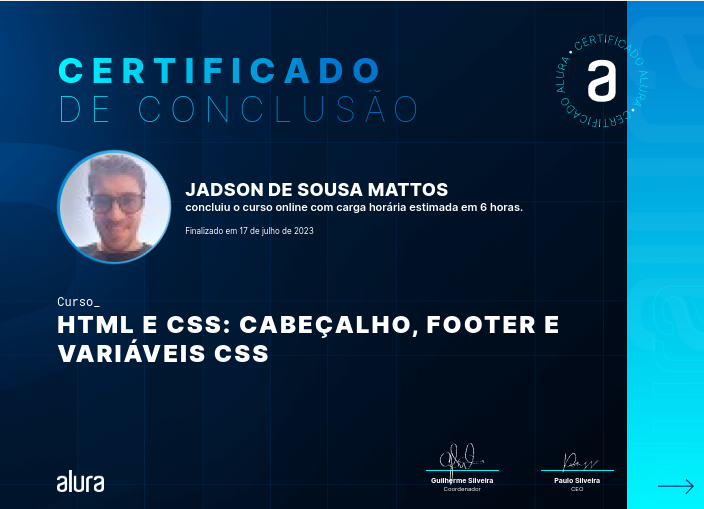 CERTIFICADO
DE CONCLUSÃO
CERTIFICADO ALURA • CERTIFICADO ALURA •
a
JADSON DE SOUSA MATTOS
concluiu o curso online com carga horária estimada em 6 horas.
Finalizado em 17 de julho de 2023
Curso_
HTML E CSS: CABEÇALHO, FOOTER E
VARIÁVEIS CSS
alura
Guilherme Silveira
Coordenador
Paulo Silveira
CEO